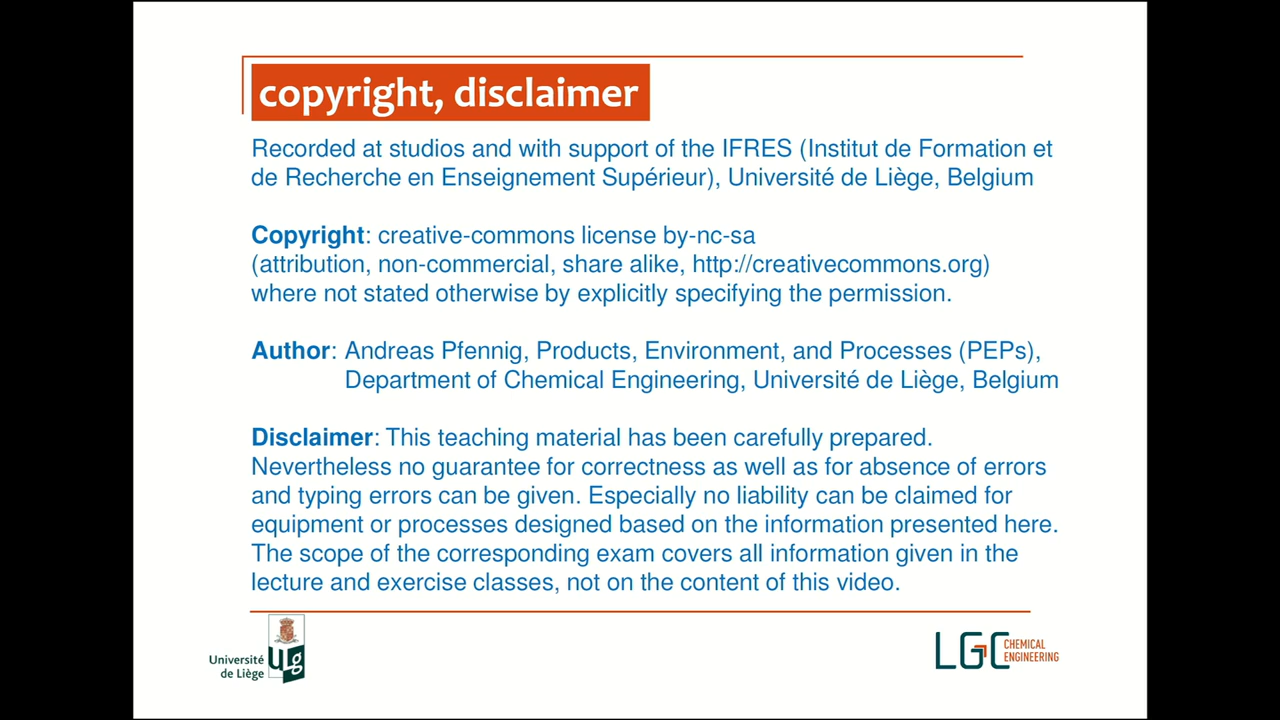 copyright, disclaimer
Recorded at studios and with support of the IFRES (Institut de Formation et
de Recherche en Enseignement Supérieur), Université de Liège, Belgium
Copyright: creative-commons license by-nc-sa
(attribution, non-commercial, share alike, http://creativecommons.org)
where not stated otherwise by explicitly specifying the permission.
Author: Andreas Pfennig, Products, Environment, and Processes (PEPs),
Department of Chemical Engineering, Université de Liège, Belgium
Disclaimer: This teaching material has been carefully prepared.
Nevertheless no guarantee for correctness as well as for absence of errors
and typing errors can be given. Especially no liability can be claimed for
equipment or processes designed based on the information presented here.
The scope of the corresponding exam covers all information given in the
lecture and exercise classes, not on the content of this video.
Université
de Liège
ULg
LGC
CHEMICAL
ENGINEERING